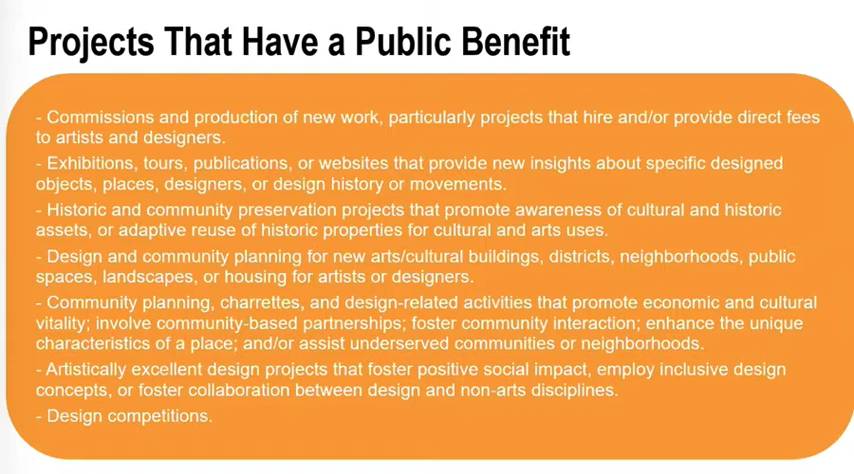 Projects That Have a Public Benefit
- Commissions and production of new work, particularly projects that hire and/or provide direct fees
to artists and designers.
- Exhibitions, tours, publications, or websites that provide new insights about specific designed
objects, places, designers, or design history or movements.
- Historic and community preservation projects that promote awareness of cultural and historic
assets, or adaptive reuse of historic properties for cultural and arts uses.
- Design and community planning for new arts/cultural buildings, districts, neighborhoods, public
spaces, landscapes, or housing for artists or designers.
- Community planning, charrettes, and design-related activities that promote economic and cultural
vitality; involve community-based partnerships; foster community interaction; enhance the unique
characteristics of a place; and/or assist underserved communities or neighborhoods.
- Artistically excellent design projects that foster positive social impact, employ inclusive design
concepts, or foster collaboration between design and non-arts disciplines.
- Design competitions.